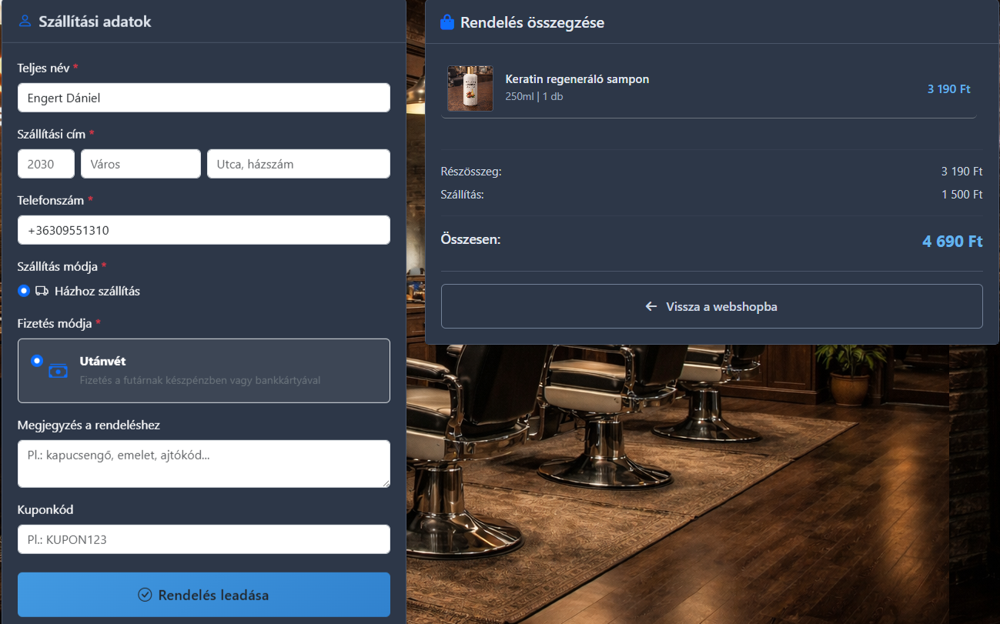 Szállítási adatok
Teljes név *
Engert Dániel
Szállítási cím *
2030 Város Utca, házszám
Telefonszám *
+36309551310
Szállítás módja *
Házhoz szállítás
Fizetés módja *
Utánvét
Fizetés a futárnak készpénzben vagy bankkártyával
Megjegyzés a rendeléshez
Pl.: kapucsengő, emelet, ajtókód...
Kuponkód
Pl.: KUPON123
Rendelés leadása
Rendelés összegzése
Keratin regeneráló sampon
250ml | 1 db
3 190 Ft
Részösszeg: 3 190 Ft
Szállítás: 1 500 Ft
Összesen: 4 690 Ft
Vissza a webshopba